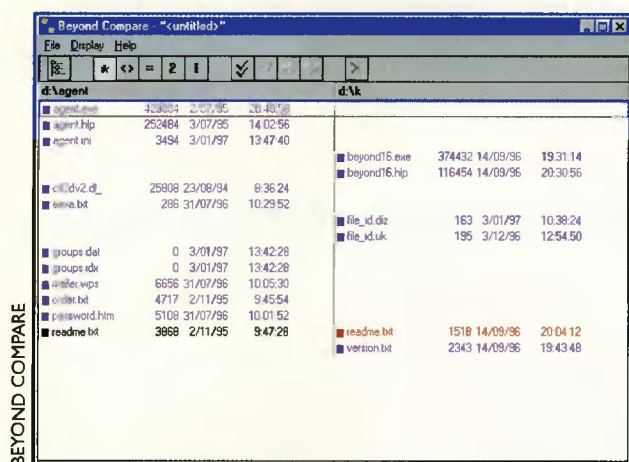 Beyond Compare - "<untitled>"
File Display Help
* <> = !
d:\agent d:\k
agent.exe 2/07/95
agent.hlp 252484 3/07/95 14:02:56
agent.ini 3494 3/01/97 13:47:40
beyond16.exe 374432 14/09/96 19:31:14
beyond16.hlp 116454 14/09/96 20:30:56
25808 23/08/94 8:36:24
286 31/07/96 10:29:52
file_id.diz 163 3/01/97 10:38:24
file_id.uk 195 3/12/96 12:54:50
groups.dat 0 3/01/97 13:42:28
groups.idx 0 3/01/97 13:42:28
mailer.wps 6656 31/07/96 10:05:30
order.txt 4717 2/11/95 9:45:54
password.htm 5108 31/07/96 10:01:52
readme.txt 3868 2/11/95 9:47:28 readme.txt 1518 14/09/96 20:04:12
version.txt 2343 14/09/96 19:43:48
BEYOND COMPARE